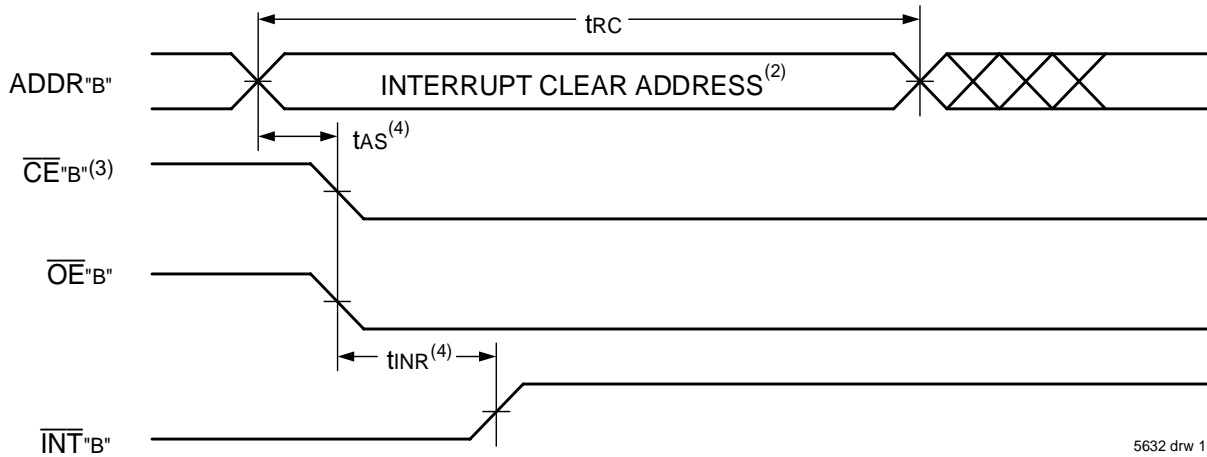 tRC
ADDR"B"
INTERRUPT CLEAR ADDRESS(2)
tAS(4)
CE"B"(3)
OE"B"
tINR(4)
INT"B"
5632 drw 1